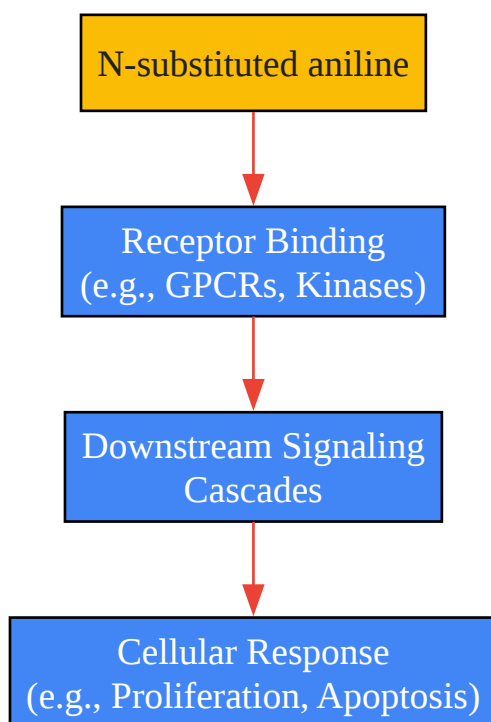 N-substituted aniline
Receptor Binding
(e.g., GPCRs, Kinases)
Downstream Signaling
Cascades
Cellular Response
(e.g., Proliferation, Apoptosis)